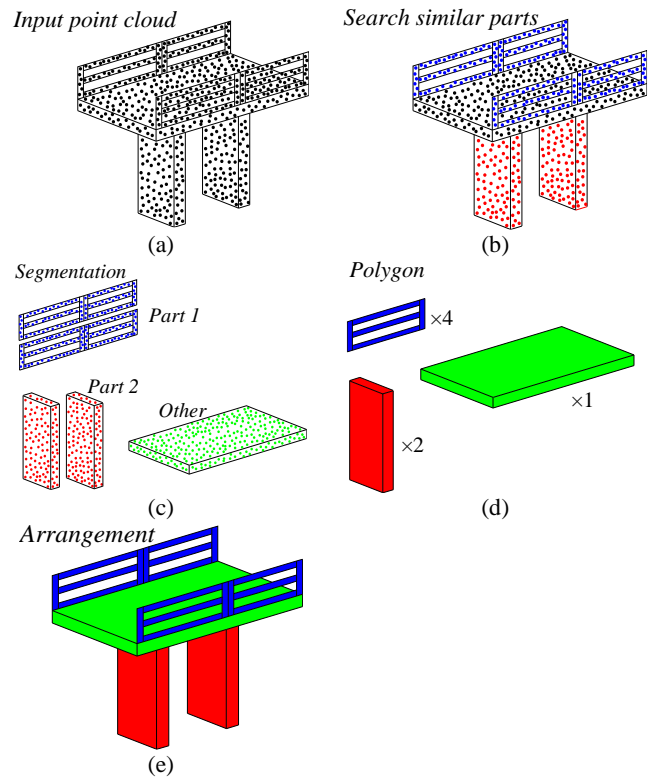 Input point cloud
Search similar parts
(a)
(b)
Segmentation
Part 1
Part 2
Other
(c)
Polygon
×4
×1
×2
(d)
Arrangement
(e)